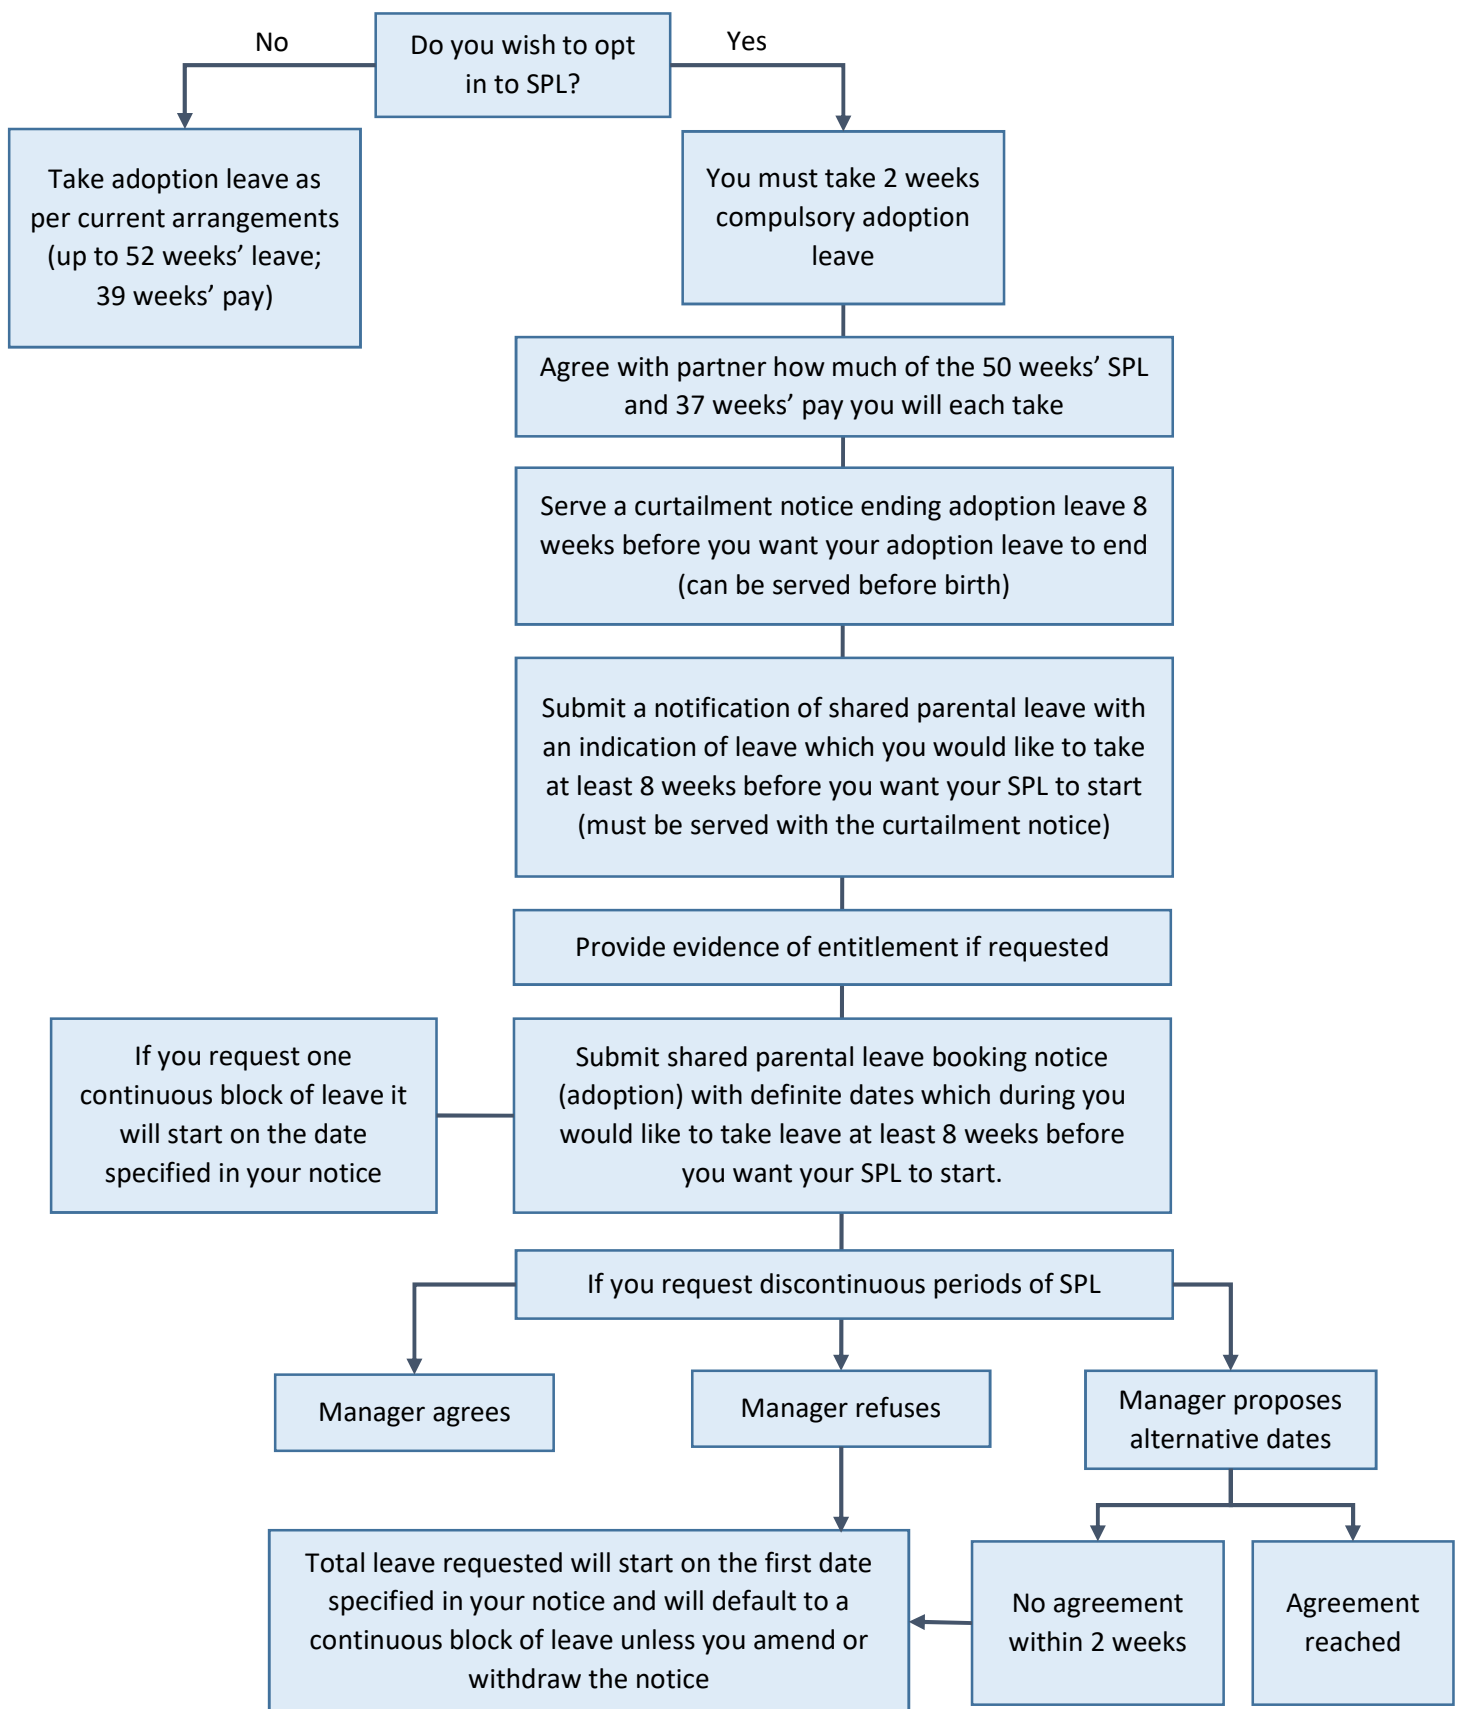 No
Do you wish to opt
in to SPL?
Yes
Take adoption leave as
per current arrangements
(up to 52 weeks’ leave;
39 weeks’ pay)
You must take 2 weeks
compulsory adoption
leave
Agree with partner how much of the 50 weeks’ SPL
and 37 weeks’ pay you will each take
Serve a curtailment notice ending adoption leave 8
weeks before you want your adoption leave to end
(can be served before birth)
Submit a notification of shared parental leave with
an indication of leave which you would like to take
at least 8 weeks before you want your SPL to start
(must be served with the curtailment notice)
Provide evidence of entitlement if requested
If you request one
continuous block of leave it
will start on the date
specified in your notice
Submit shared parental leave booking notice
(adoption) with definite dates which during you
would like to take leave at least 8 weeks before
you want your SPL to start.
If you request discontinuous periods of SPL
Manager agrees
Manager refuses
Manager proposes
alternative dates
Total leave requested will start on the first date
specified in your notice and will default to a
continuous block of leave unless you amend or
withdraw the notice
No agreement
within 2 weeks
Agreement
reached